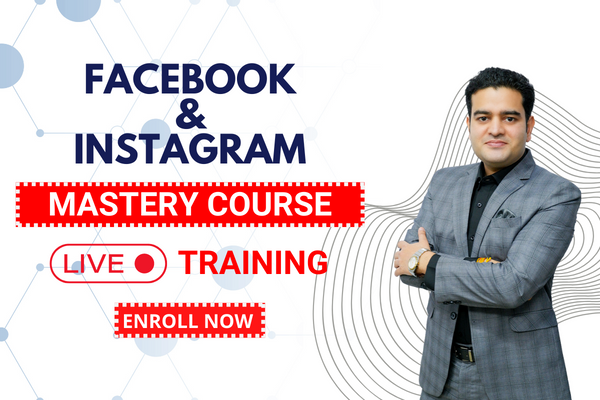 FACEBOOK
&
INSTAGRAM
MASTERY COURSE
LIVE TRAINING
ENROLL NOW